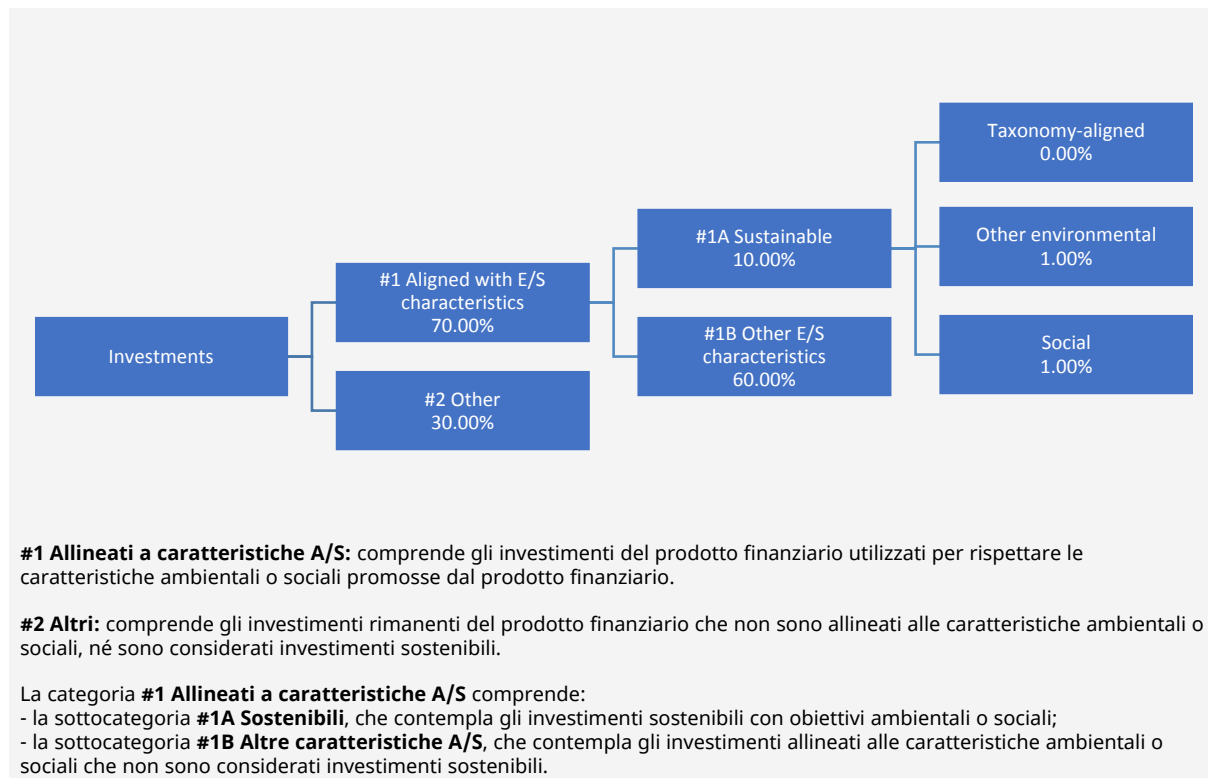 Investments
#1 Aligned with E/S
characteristics
70.00%
#2 Other
30.00%
#1A Sustainable
10.00%
#1B Other E/S
characteristics
60.00%
Taxonomy-aligned
0.00%
Other environmental
1.00%
Social
1.00%
#1 Allineati a caratteristiche A/S: comprende gli investimenti del prodotto finanziario utilizzati per rispettare le
caratteristiche ambientali o sociali promosse dal prodotto finanziario.
#2 Altri: comprende gli investimenti rimanenti del prodotto finanziario che non sono allineati alle caratteristiche ambientali o
sociali, né sono considerati investimenti sostenibili.
La categoria #1 Allineati a caratteristiche A/S comprende:
- la sottocategoria #1A Sostenibili, che contempla gli investimenti sostenibili con obiettivi ambientali o sociali;
- la sottocategoria #1B Altre caratteristiche A/S, che contempla gli investimenti allineati alle caratteristiche ambientali o
sociali che non sono considerati investimenti sostenibili.